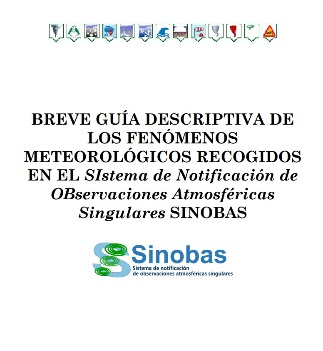 BREVE GUÍA DESCRIPTIVA DE
LOS FENÓMENOS
METEOROLÓGICOS RECOGIDOS
EN EL SIstema de Notificación de
OBservaciones Atmosféricas
Singulares SINOBAS
Sinobas
Sistema de notificación
de observaciones atmosféricas singulares